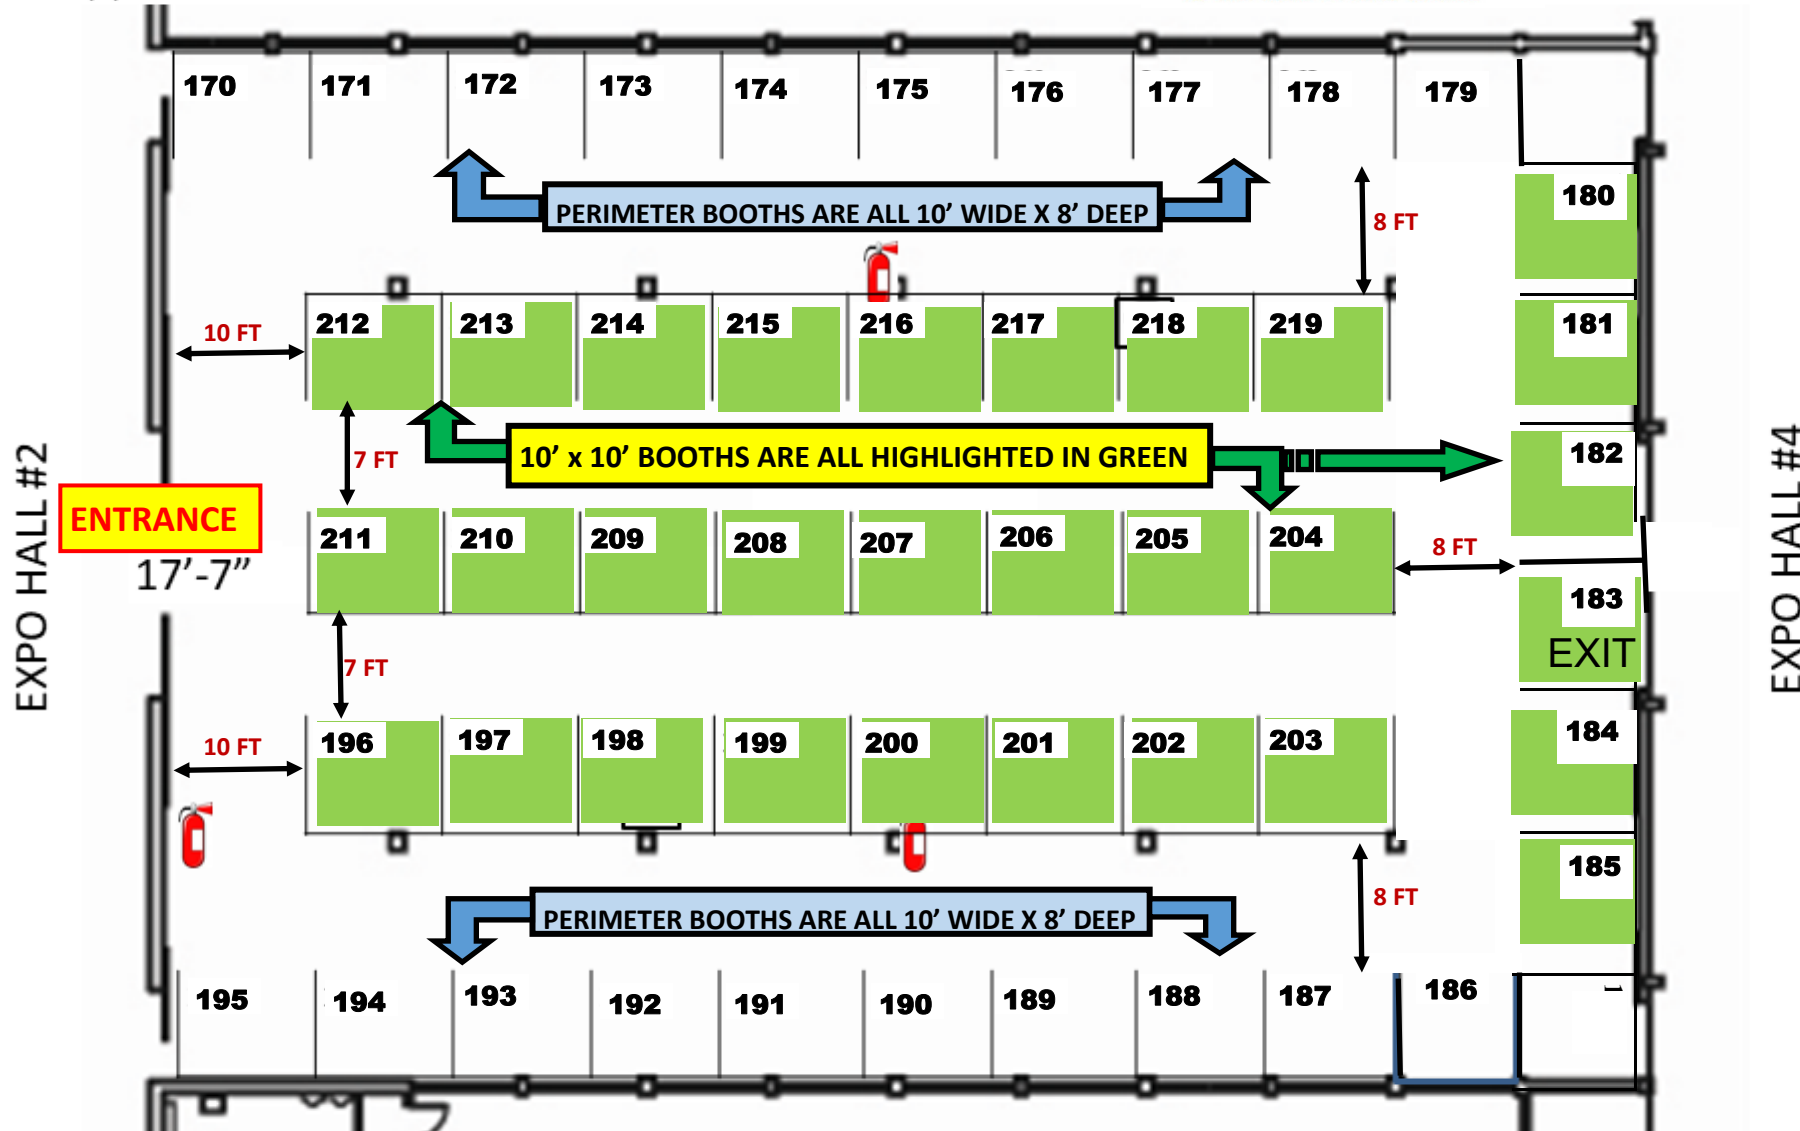 170 171 172 173 174 175 176 177 178 179
180
PERIMETER BOOTHS ARE ALL 10’ WIDE X 8’ DEEP
8 FT
212 213 214 215 216 217 218 219
181
10 FT
10’ x 10’ BOOTHS ARE ALL HIGHLIGHTED IN GREEN
7 FT
182
EXPO HALL #2
ENTRANCE
17’-7”
EXPO HALL #4
211 210 209 208 207 206 205 204
8 FT
183
EXIT
7 FT
196 197 198 199 200 201 202 203
184
10 FT
185
8 FT
PERIMETER BOOTHS ARE ALL 10’ WIDE X 8’ DEEP
195 194 193 192 191 190 189 188 187 186